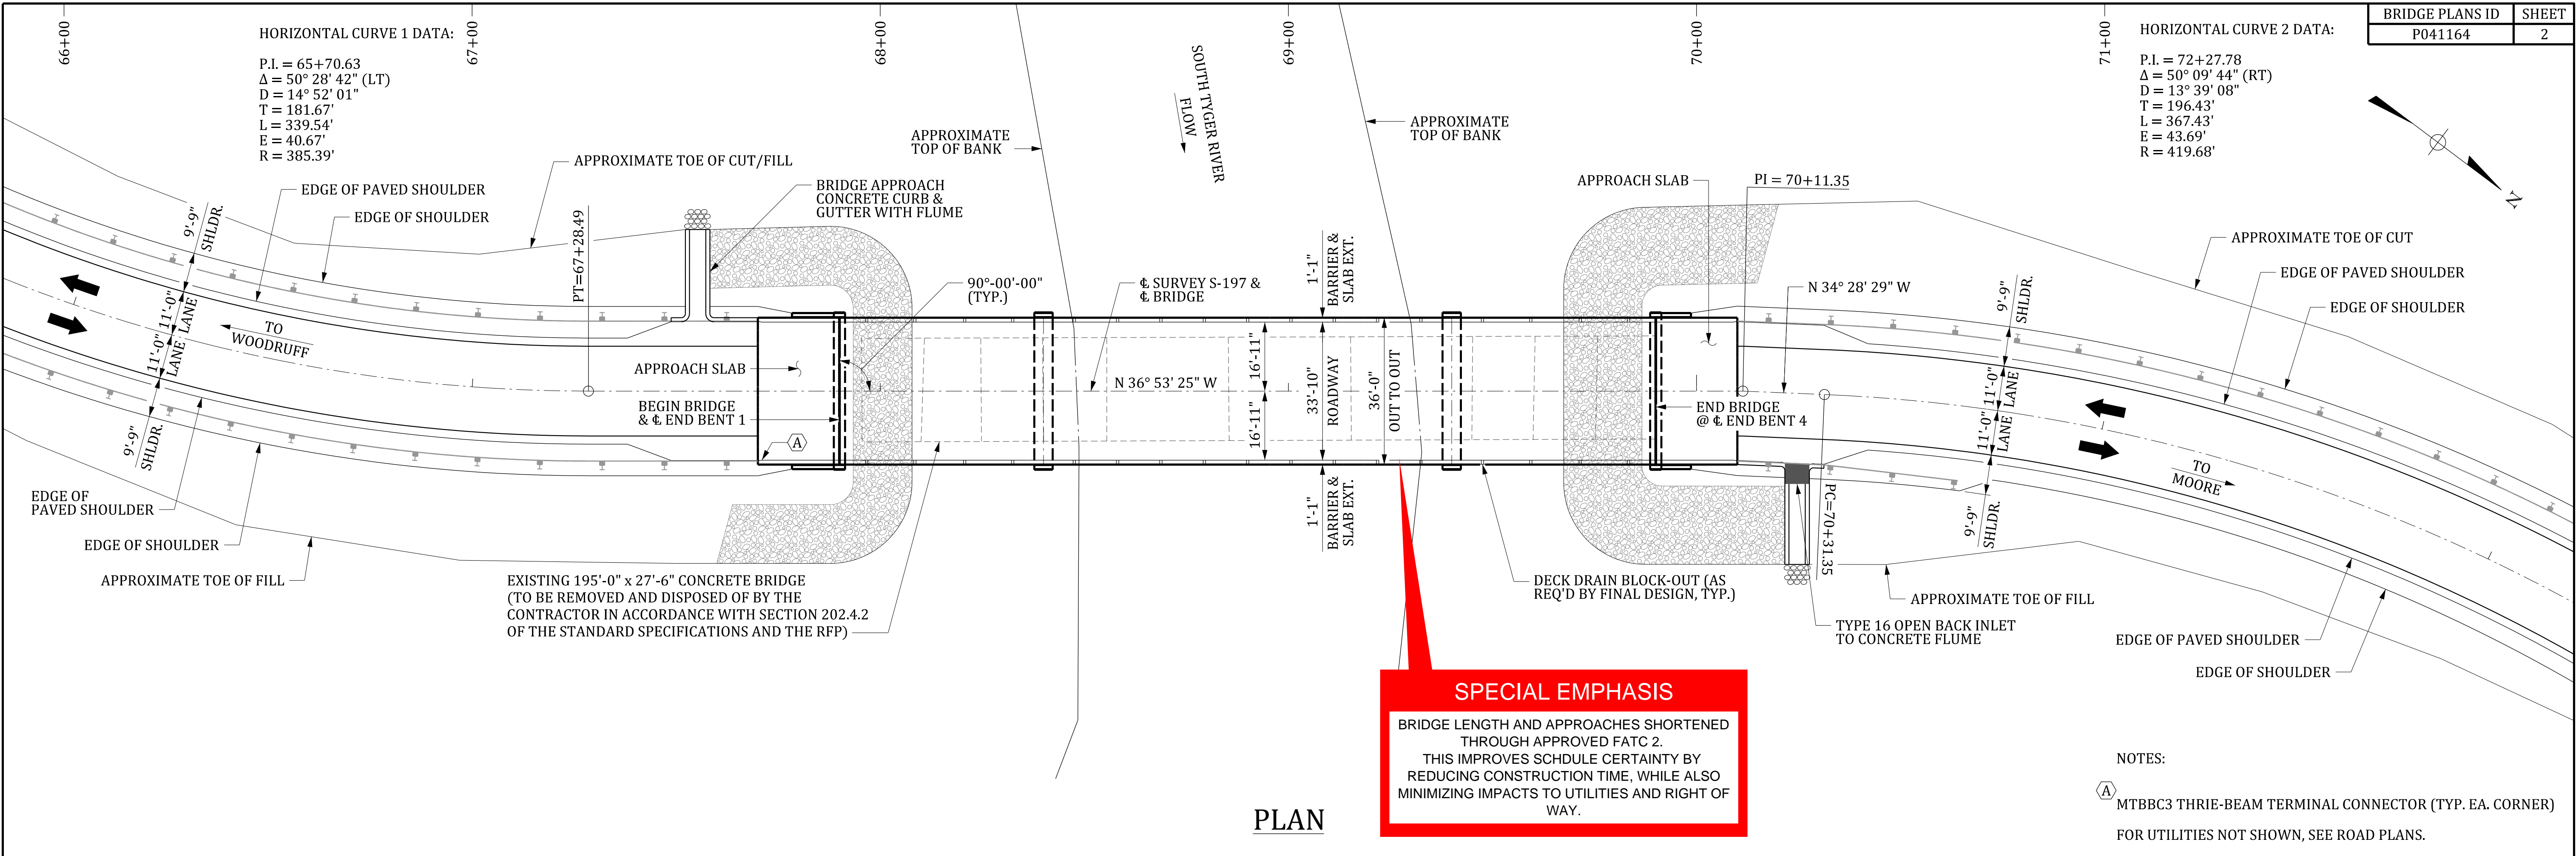 BRIDGE PLANS ID SHEET
P041164 2
66+00
67+00
68+00
69+00
70+00
71+00
HORIZONTAL CURVE 1 DATA:
P.I. = 65+70.63
Δ = 50° 28' 42" (LT)
D = 14° 52' 01"
T = 181.67'
L = 339.54'
E = 40.67'
R = 385.39'
HORIZONTAL CURVE 2 DATA:
P.I. = 72+27.78
Δ = 50° 09' 44" (RT)
D = 13° 39' 08"
T = 196.43'
L = 367.43'
E = 43.69'
R = 419.68'
N
SOUTH TYGER RIVER
FLOW
APPROXIMATE
TOP OF BANK
APPROXIMATE
TOP OF BANK
APPROXIMATE TOE OF CUT/FILL
EDGE OF PAVED SHOULDER
EDGE OF SHOULDER
BRIDGE APPROACH
CONCRETE CURB &
GUTTER WITH FLUME
9'-9"
SHLDR.
11'-0"
LANE
11'-0"
LANE
9'-9"
SHLDR.
TO
WOODRUFF
PT=67+28.49
90°-00'-00"
(TYP.)
℄ SURVEY S-197 &
℄ BRIDGE
APPROACH SLAB
BEGIN BRIDGE
& ℄ END BENT 1
A
N 36° 53' 25" W
1'-1"
BARRIER &
SLAB EXT.
16'-11"
16'-11"
33'-10"
ROADWAY
36'-0"
OUT TO OUT
1'-1"
BARRIER &
SLAB EXT.
APPROACH SLAB
PI = 70+11.35
N 34° 28' 29" W
END BRIDGE
@ ℄ END BENT 4
PC=70+31.35
9'-9"
SHLDR.
11'-0"
LANE
11'-0"
LANE
9'-9"
SHLDR.
TO
MOORE
APPROXIMATE TOE OF CUT
EDGE OF PAVED SHOULDER
EDGE OF SHOULDER
EDGE OF
PAVED SHOULDER
EDGE OF SHOULDER
APPROXIMATE TOE OF FILL
EXISTING 195'-0" x 27'-6" CONCRETE BRIDGE
(TO BE REMOVED AND DISPOSED OF BY THE
CONTRACTOR IN ACCORDANCE WITH SECTION 202.4.2
OF THE STANDARD SPECIFICATIONS AND THE RFP)
DECK DRAIN BLOCK-OUT (AS
REQ'D BY FINAL DESIGN, TYP.)
APPROXIMATE TOE OF FILL
TYPE 16 OPEN BACK INLET
TO CONCRETE FLUME
EDGE OF PAVED SHOULDER
EDGE OF SHOULDER
SPECIAL EMPHASIS
BRIDGE LENGTH AND APPROACHES SHORTENED
THROUGH APPROVED FATC 2.
THIS IMPROVES SCHDULE CERTAINTY BY
REDUCING CONSTRUCTION TIME, WHILE ALSO
MINIMIZING IMPACTS TO UTILITIES AND RIGHT OF
WAY.
PLAN
NOTES:
A MTBBC3 THRIE-BEAM TERMINAL CONNECTOR (TYP. EA. CORNER)
FOR UTILITIES NOT SHOWN, SEE ROAD PLANS.